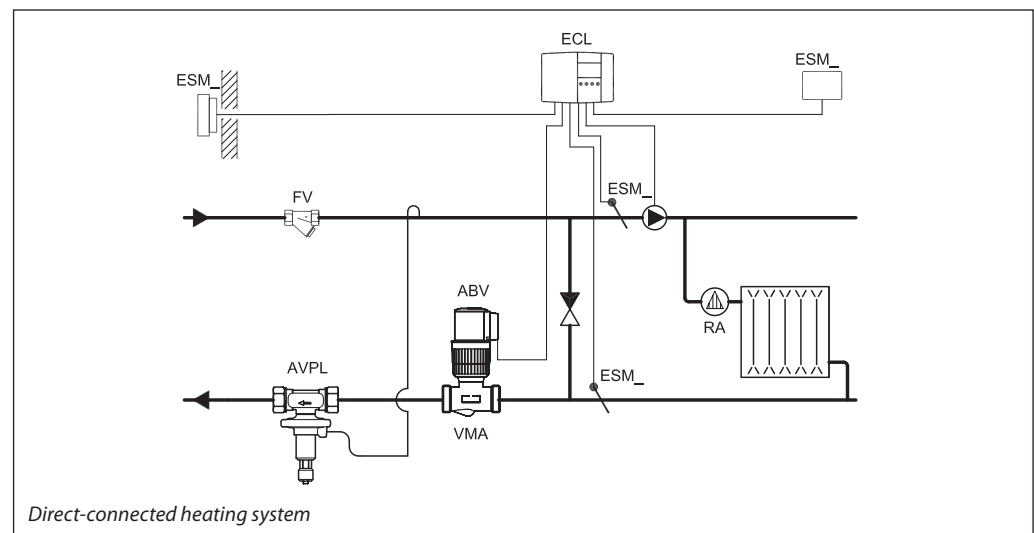 ECL
ESM_
ESM_
FV
ESM_
ABV
RA
AVPL
ESM_
VMA
Direct-connected heating system